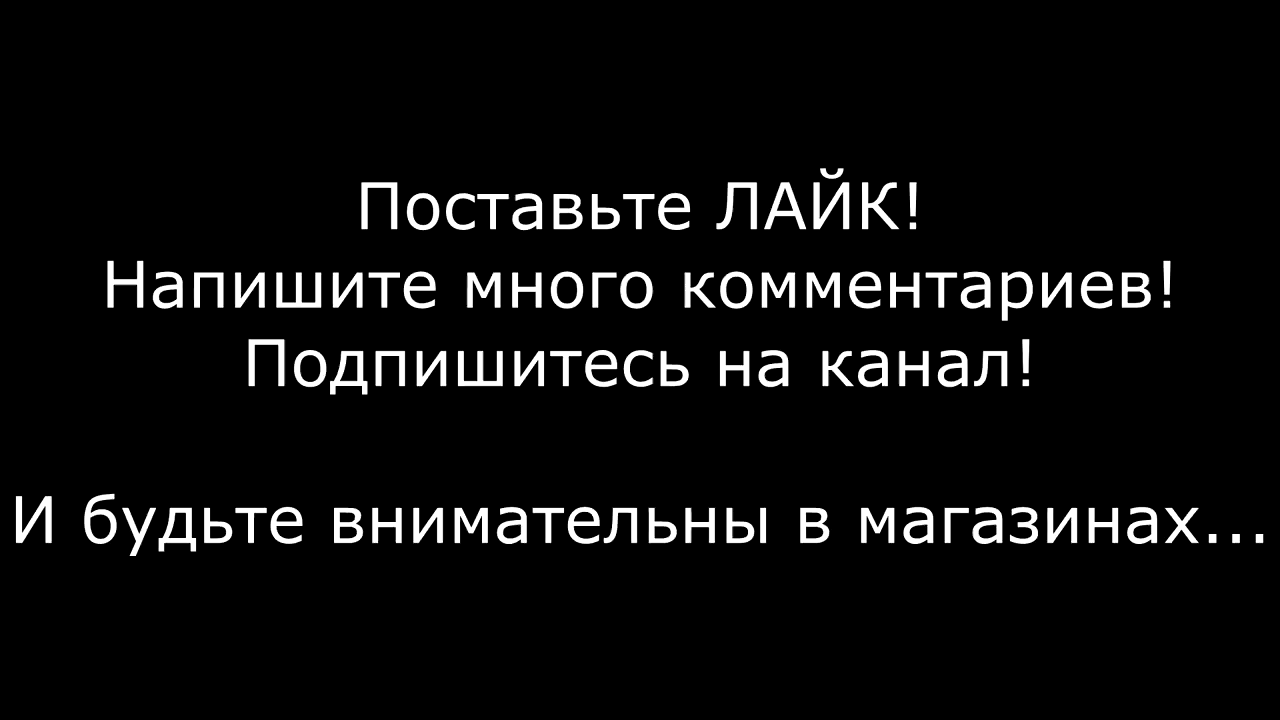 Поставьте ЛАЙК!
Напишите много комментариев!
Подпишитесь на канал!
И будьте внимательны в магазинах...